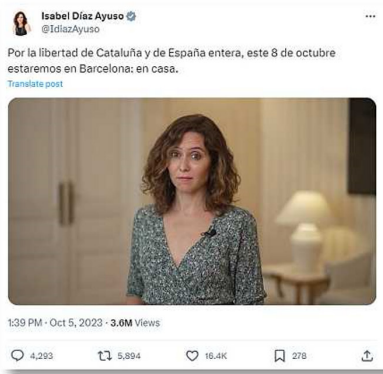 Isabel Díaz Ayuso
@IdiazAyuso
Por la libertad de Cataluña y de España entera, este 8 de octubre
estaremos en Barcelona: en casa.
Translate post
1:39 PM · Oct 5, 2023 · 3.6M Views
4,293 5,894 16.4K 278